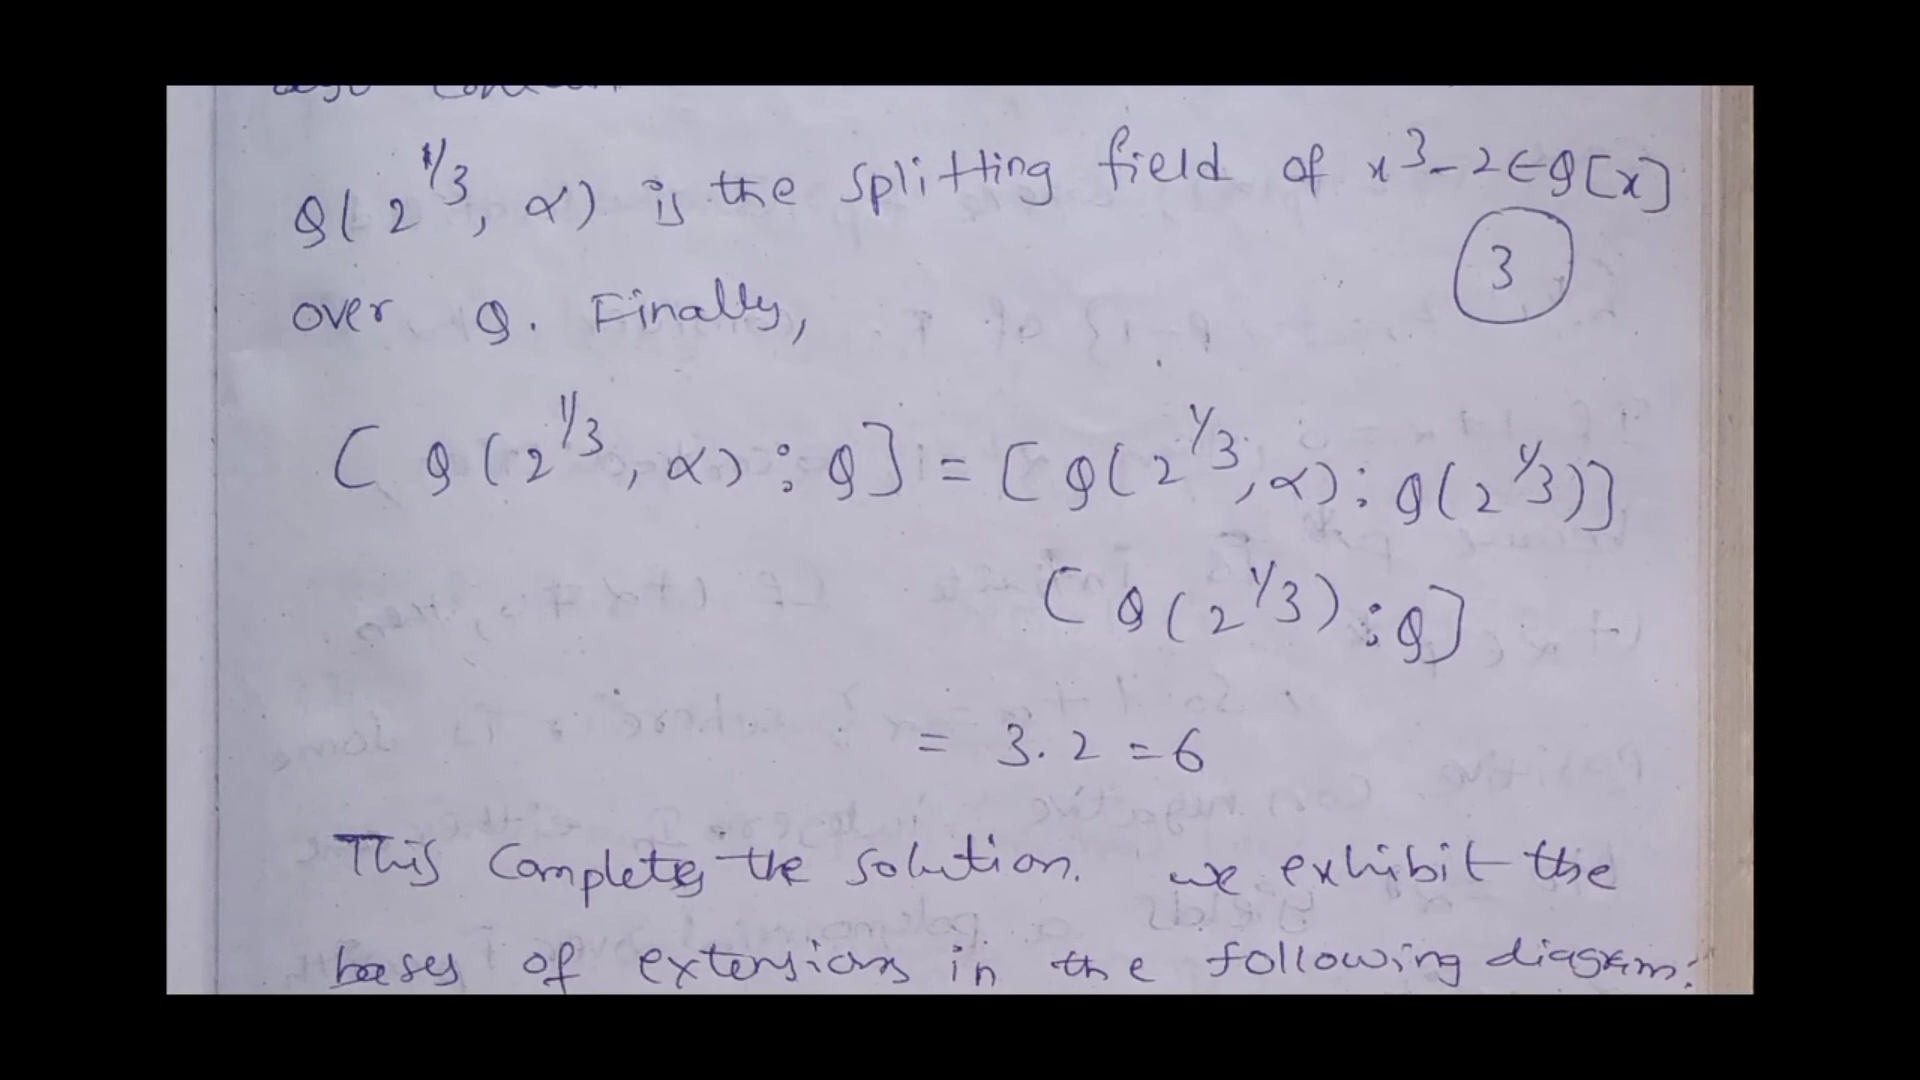 Q(2^1/3, α) is the splitting field of x^3-2∈Q[x]
3
over Q. Finally,
[Q(2^1/3, α):Q] = [Q(2^1/3, α):Q(2^1/3)]
[Q(2^1/3):Q]
= 3.2 = 6
This completes the solution. we exhibit the
bases of extensions in the following diagram: